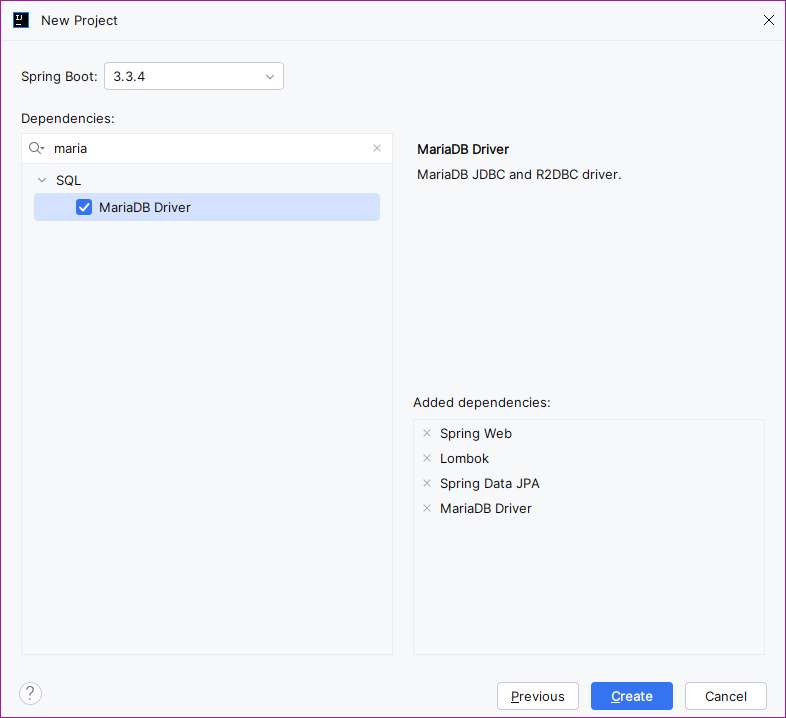 New Project
Spring Boot: 3.3.4
Dependencies:
maria
SQL
MariaDB Driver
MariaDB Driver
MariaDB JDBC and R2DBC driver.
Added dependencies:
Spring Web
Lombok
Spring Data JPA
MariaDB Driver
?
Previous
Create
Cancel